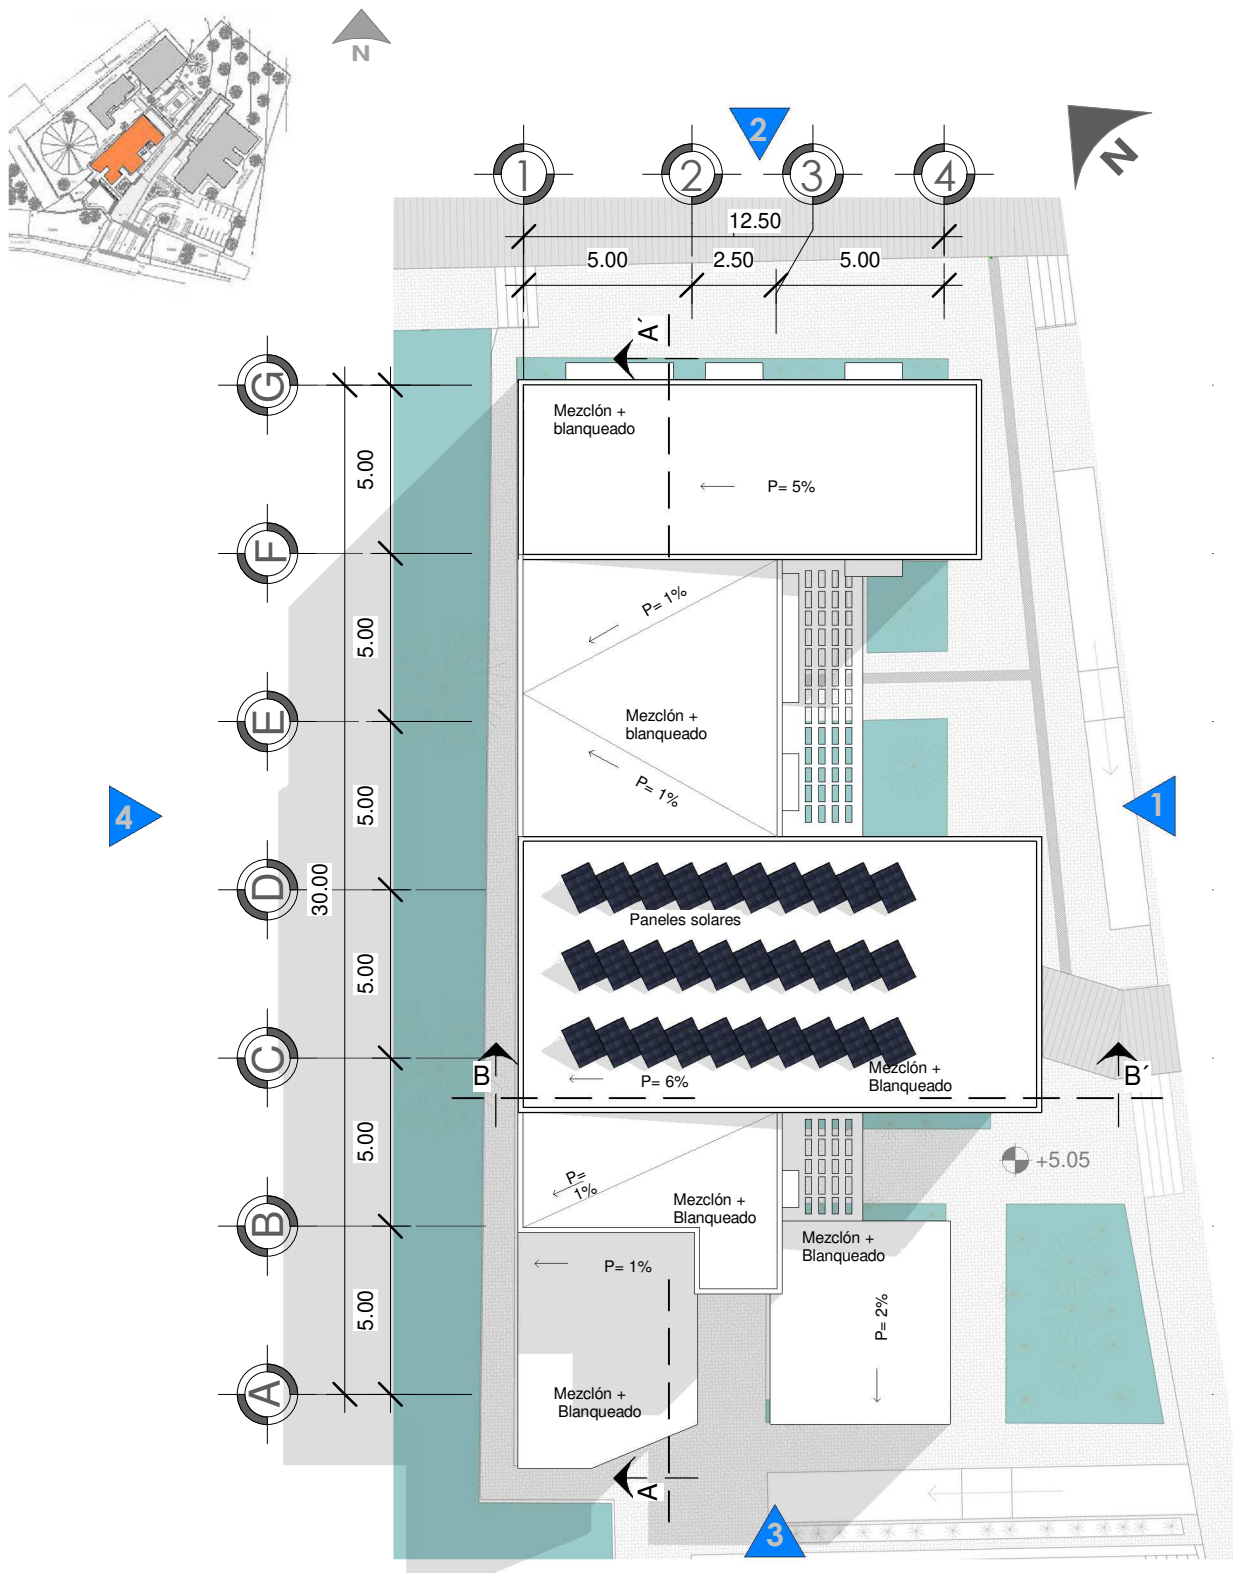 N
2
N
1
2
3
4
12.50
5.00
2.50
5.00
A´
G
Mezclón +
blanqueado
5.00
P= 5%
F
P= 1%
5.00
E
Mezclón +
blanqueado
P= 1%
5.00
4
1
D
30.00
Paneles solares
5.00
C
B
P= 6%
Mezclón +
Blanqueado
B´
5.00
+5.05
P=
1%
Mezclón +
Blanqueado
B
Mezclón +
Blanqueado
P= 1%
5.00
P= 2%
A
Mezclón +
Blanqueado
A
3